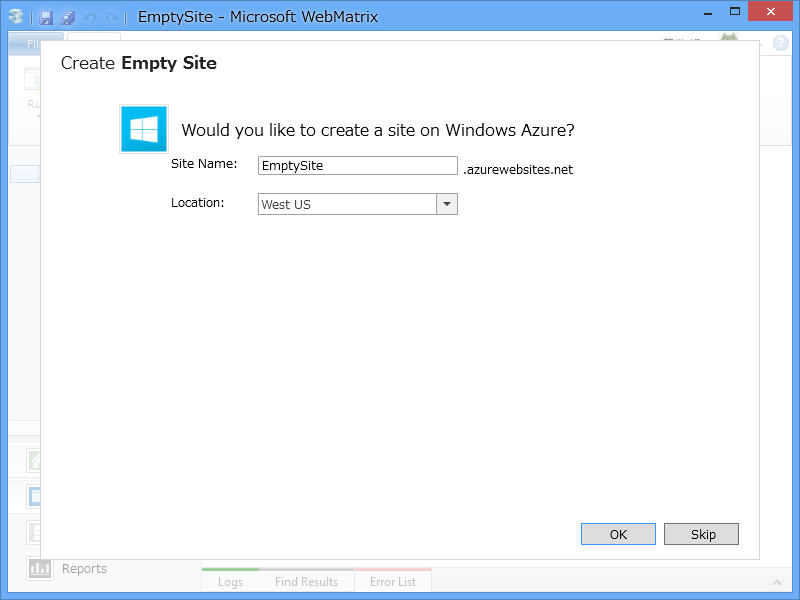 EmptySite - Microsoft WebMatrix
Create Empty Site
Would you like to create a site on Windows Azure?
Site Name:
EmptySite
.azurewebsites.net
Location:
West US
OK
Skip
Reports
Logs
Find Results
Error List